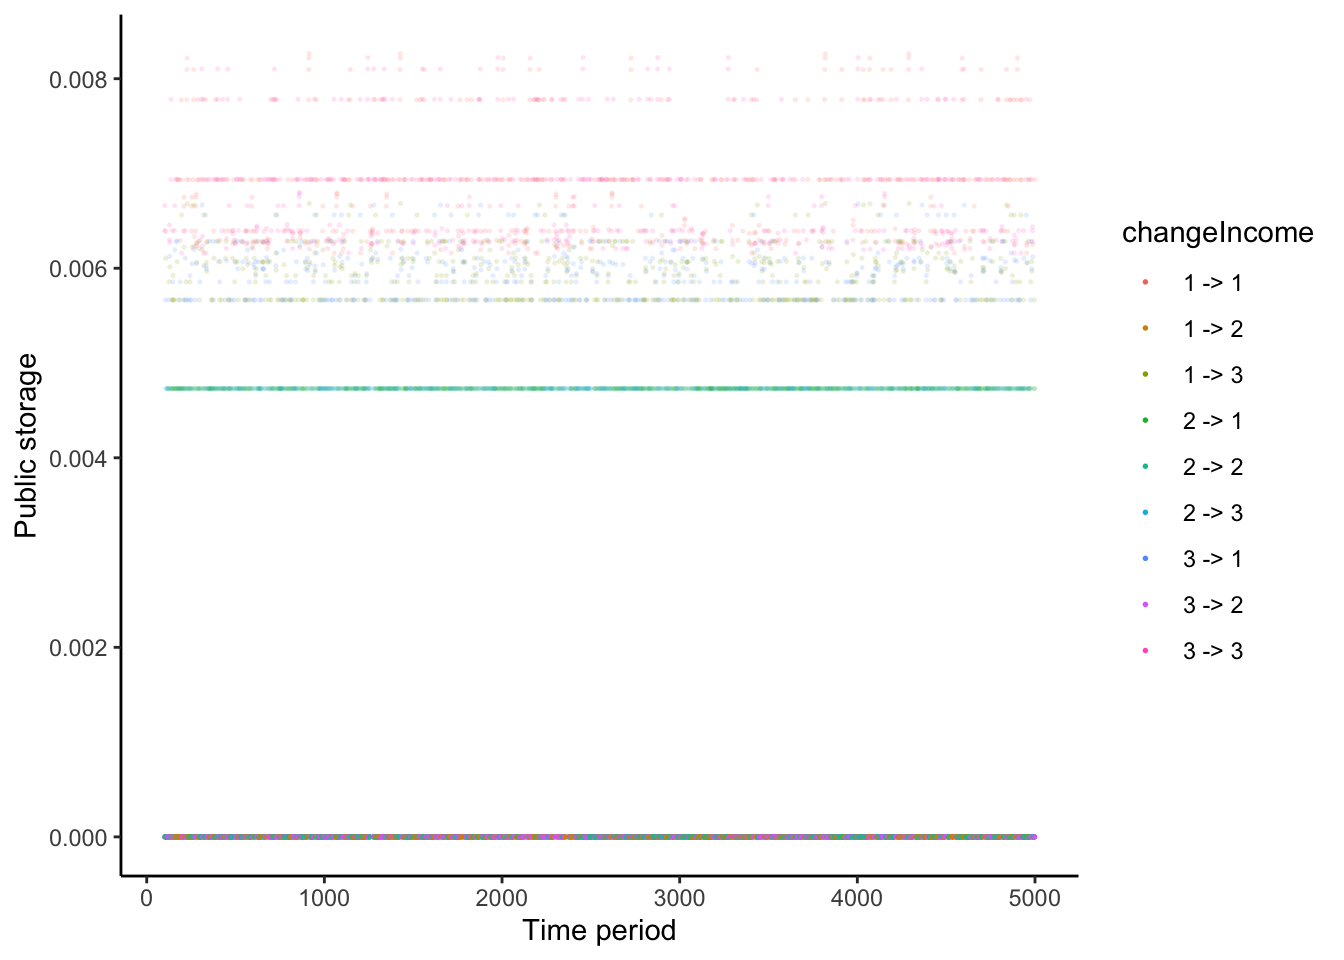 0.008
0.006
0.004
0.002
0.000
Public storage
0
1000
2000
3000
4000
5000
Time period
changeIncome
1 -> 1
1 -> 2
1 -> 3
2 -> 1
2 -> 2
2 -> 3
3 -> 1
3 -> 2
3 -> 3